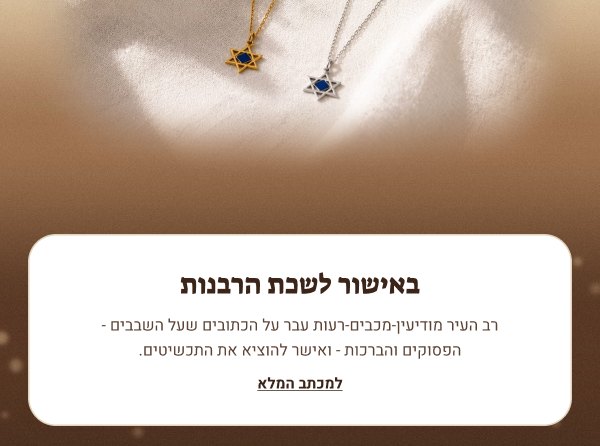 באישור לשכת הרבנות
רב העיר מודיעין-מכבים-רעות עבר על הכתובים שעל השבבים -
הפסוקים והברכות - ואישר להוציא את התכשיטים.
למכתב המלא